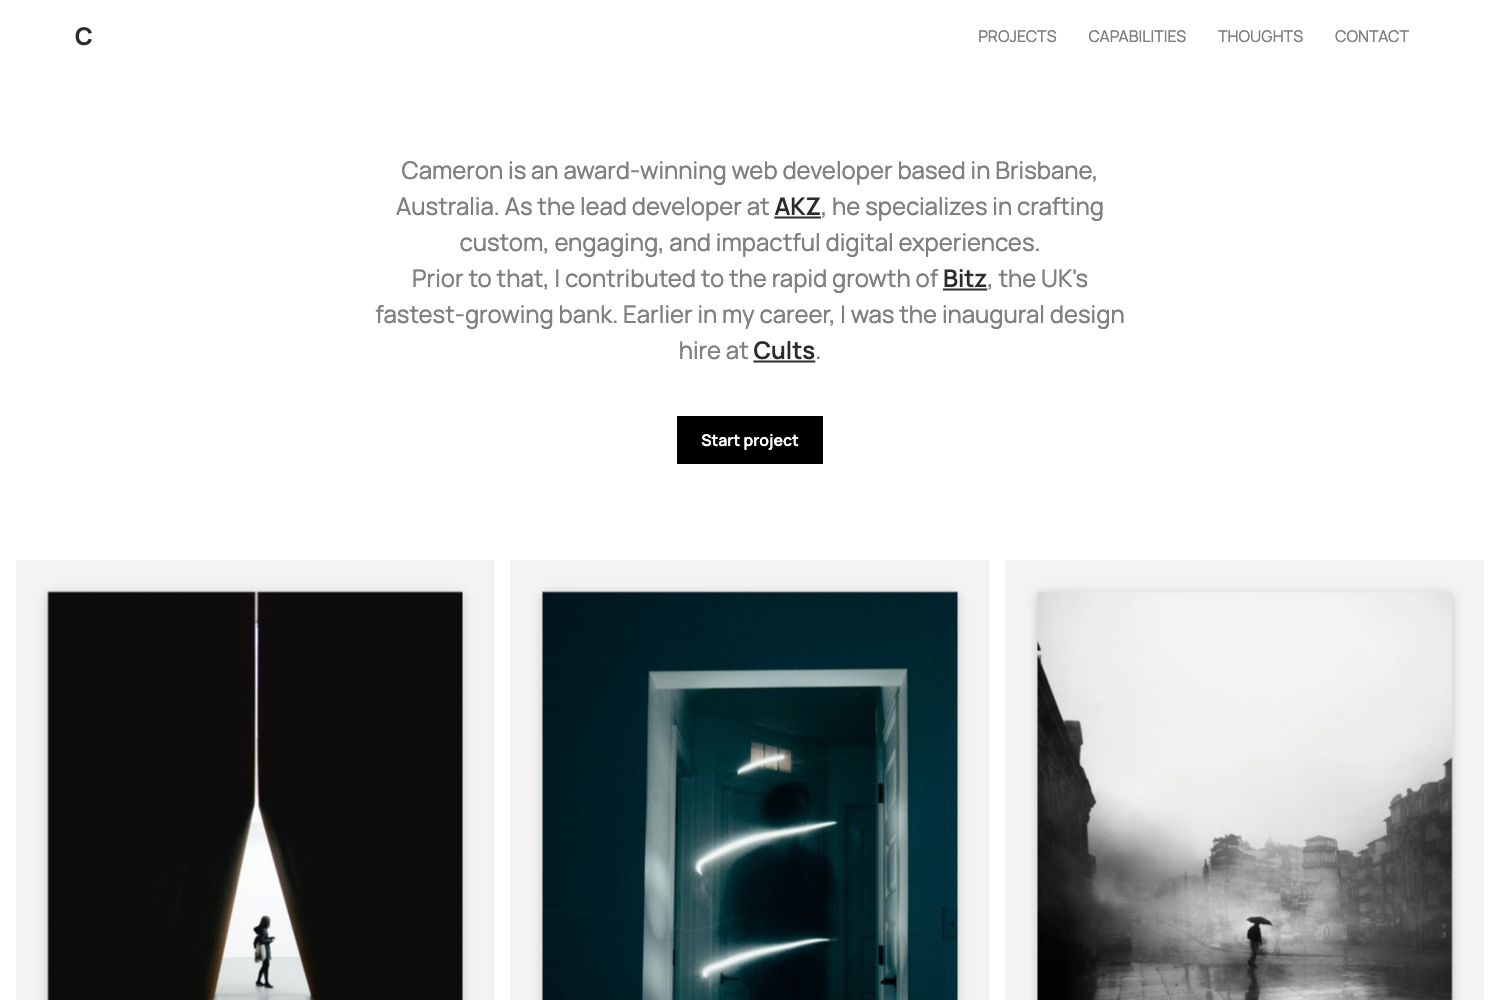 C
PROJECTS CAPABILITIES THOUGHTS CONTACT
Cameron is an award-winning web developer based in Brisbane,
Australia. As the lead developer at AKZ, he specializes in crafting
custom, engaging, and impactful digital experiences.
Prior to that, I contributed to the rapid growth of Bitz, the UK's
fastest-growing bank. Earlier in my career, I was the inaugural design
hire at Cults.
Start project